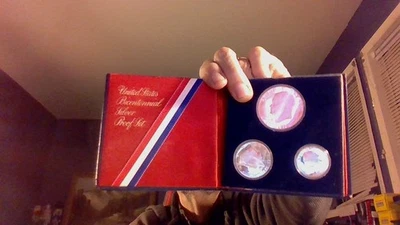 United States
Bicentennial
Silver
Proof Set